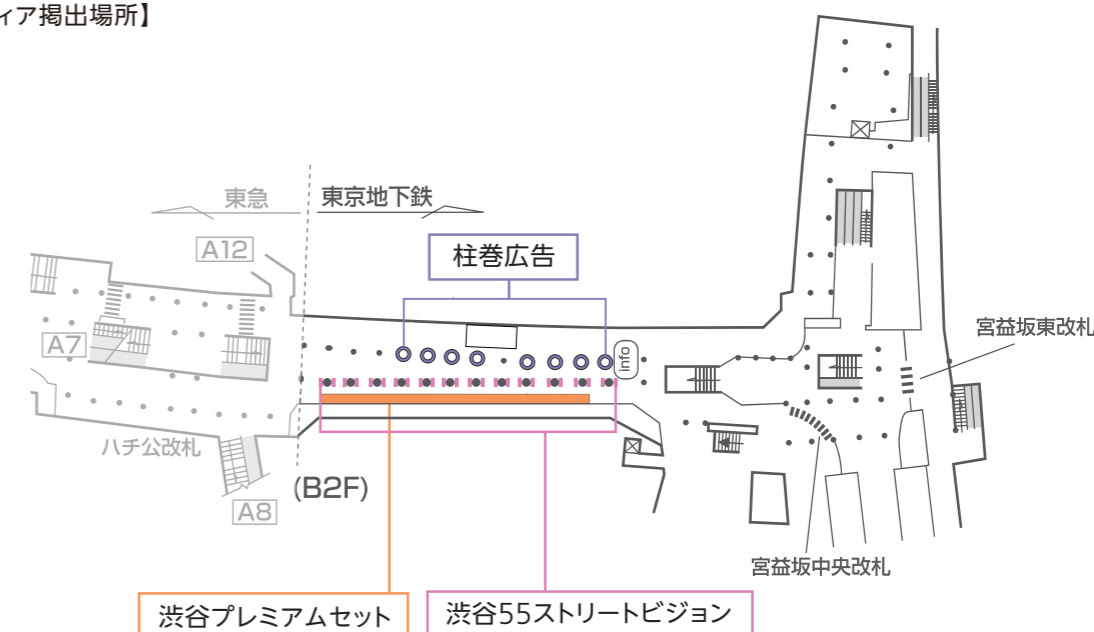 ィア掲出場所】
東急
東京地下鉄
A12
柱巻広告
A7
info
宮益坂東改札
ハチ公改札
(B2F)
A8
宮益坂中央改札
渋谷プレミアムセット
渋谷55ストリートビジョン